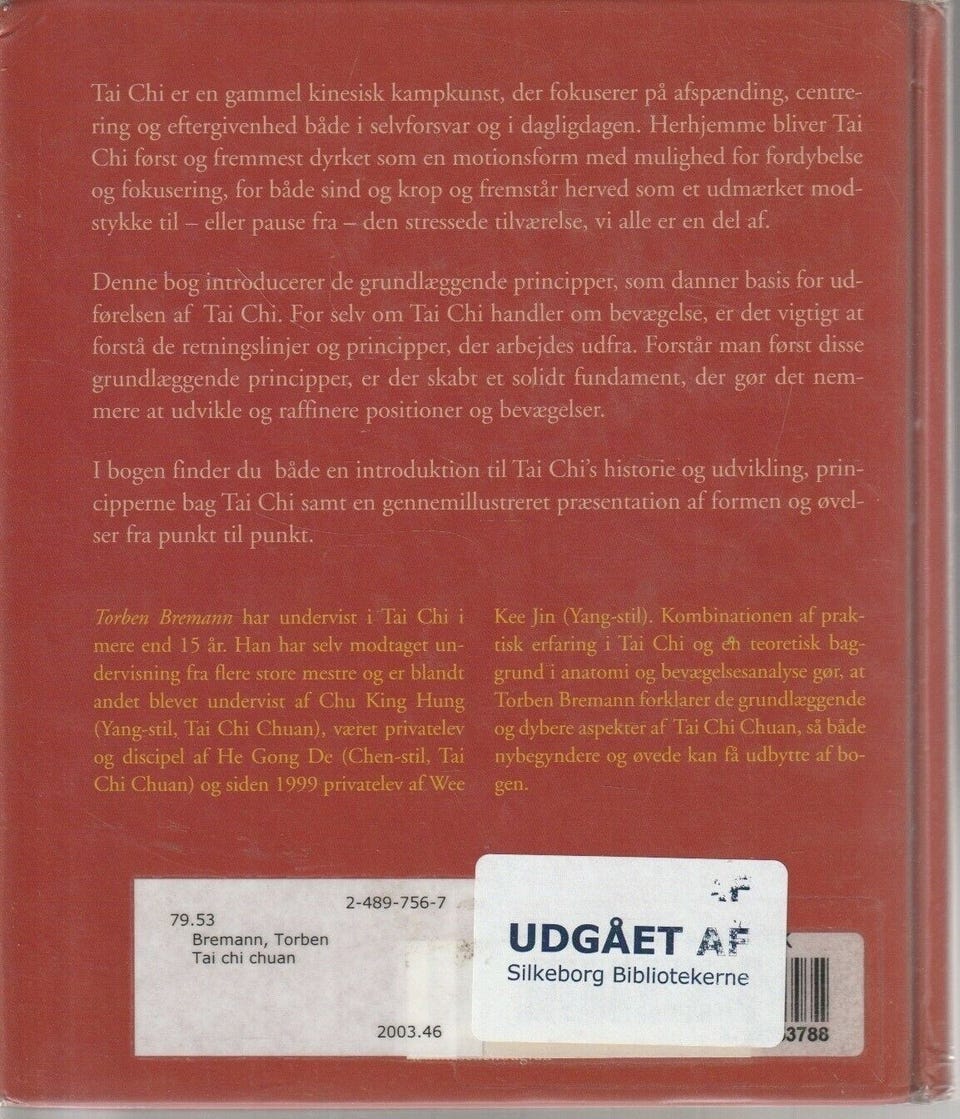 Tai Chi er en gammel kinesisk kampkunst, der fokuserer på afspænding, centre-
ring og eftergivenhed både i selvforsvar og i dagligdagen. Herhjemme bliver Tai
Chi først og fremmest dyrket som en motionsform med mulighed for fordybelse
og fokusering, for både sind og krop og fremstår herved som et udmærket mod-
stykke til – eller pause fra – den stressede tilværelse, vi alle er en del af.
Denne bog introducerer de grundlæggende principper, som danner basis for ud-
førelsen af Tai Chi. For selv om Tai Chi handler om bevægelse, er det vigtigt at
forstå de retningslinjer og principper, der arbejdes udfra. Forstår man først disse
grundlæggende principper, er der skabt et solidt fundament, der gør det nem-
mere at udvikle og raffinere positioner og bevægelser.
I bogen finder du både en introduktion til Tai Chi's historie og udvikling, prin-
cipperne bag Tai Chi samt en gennemillustreret præsentation af formen og øvel-
ser fra punkt til punkt.
Torben Bremann har undervist i Tai Chi i
mere end 15 år. Han har selv modtaget un-
dervisning fra flere store mestre og er blandt
andet blevet undervist af Chu King Hung
(Yang-stil, Tai Chi Chuan), været privatelev
og discipel af He Gong De (Chen-stil, Tai
Chi Chuan) og siden 1999 privatelev af Wee
Kee Jin (Yang-stil). Kombinationen af prak-
tisk erfaring i Tai Chi og en teoretisk bag-
grund i anatomi og bevægelsesanalyse gør, at
Torben Bremann forklarer de grundlæggende
og dybere aspekter af Tai Chi Chuan, så både
nybegyndere og øvede kan få udbytte af bo-
gen.
2-489-756-7
79.53
Bremann, Torben
Tai chi chuan
2003.46
AF
UDGÅET AF
Silkeborg Bibliotekerne
K
3788